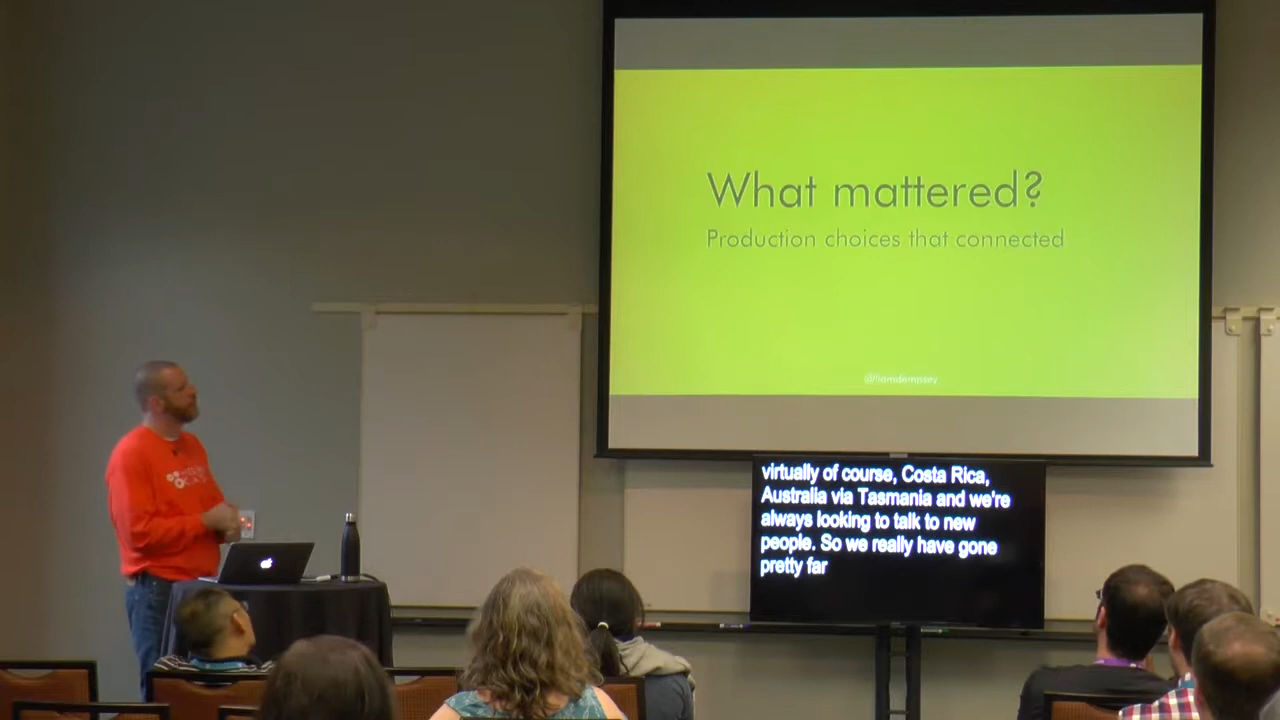 What mattered?
Production choices that connected
@liamdempsey
virtually of course, Costa Rica,
Australia via Tasmania and we're
always looking to talk to new
people. So we really have gone
pretty far